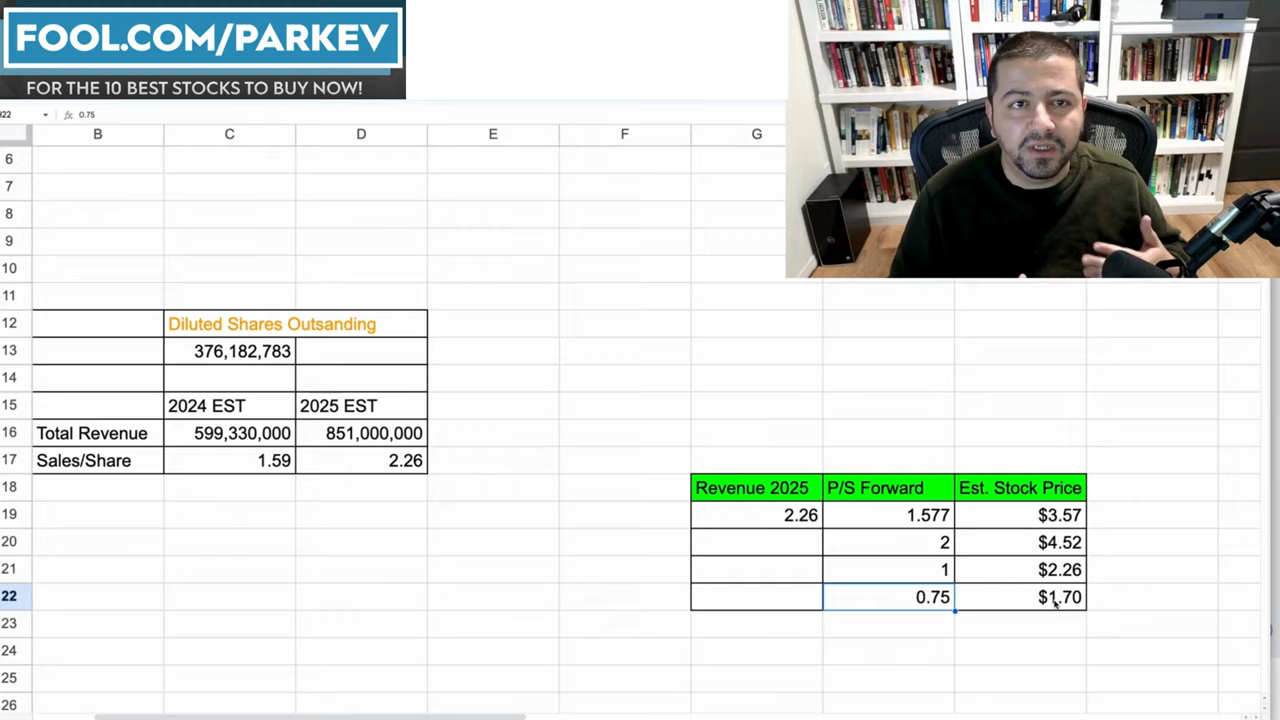 FOOL.COM/PARKEV
FOR THE 10 BEST STOCKS TO BUY NOW!
fx 0.75
B C D E F G
6
7
8
9
10
11
12 Diluted Shares Outsanding
13 376,182,783
14
15 2024 EST 2025 EST
16 Total Revenue 599,330,000 851,000,000
17 Sales/Share 1.59 2.26
18 Revenue 2025 P/S Forward Est. Stock Price
19 2.26 1.577 $3.57
20 2 $4.52
21 1 $2.26
22 0.75 $1.70
23
24
25
26